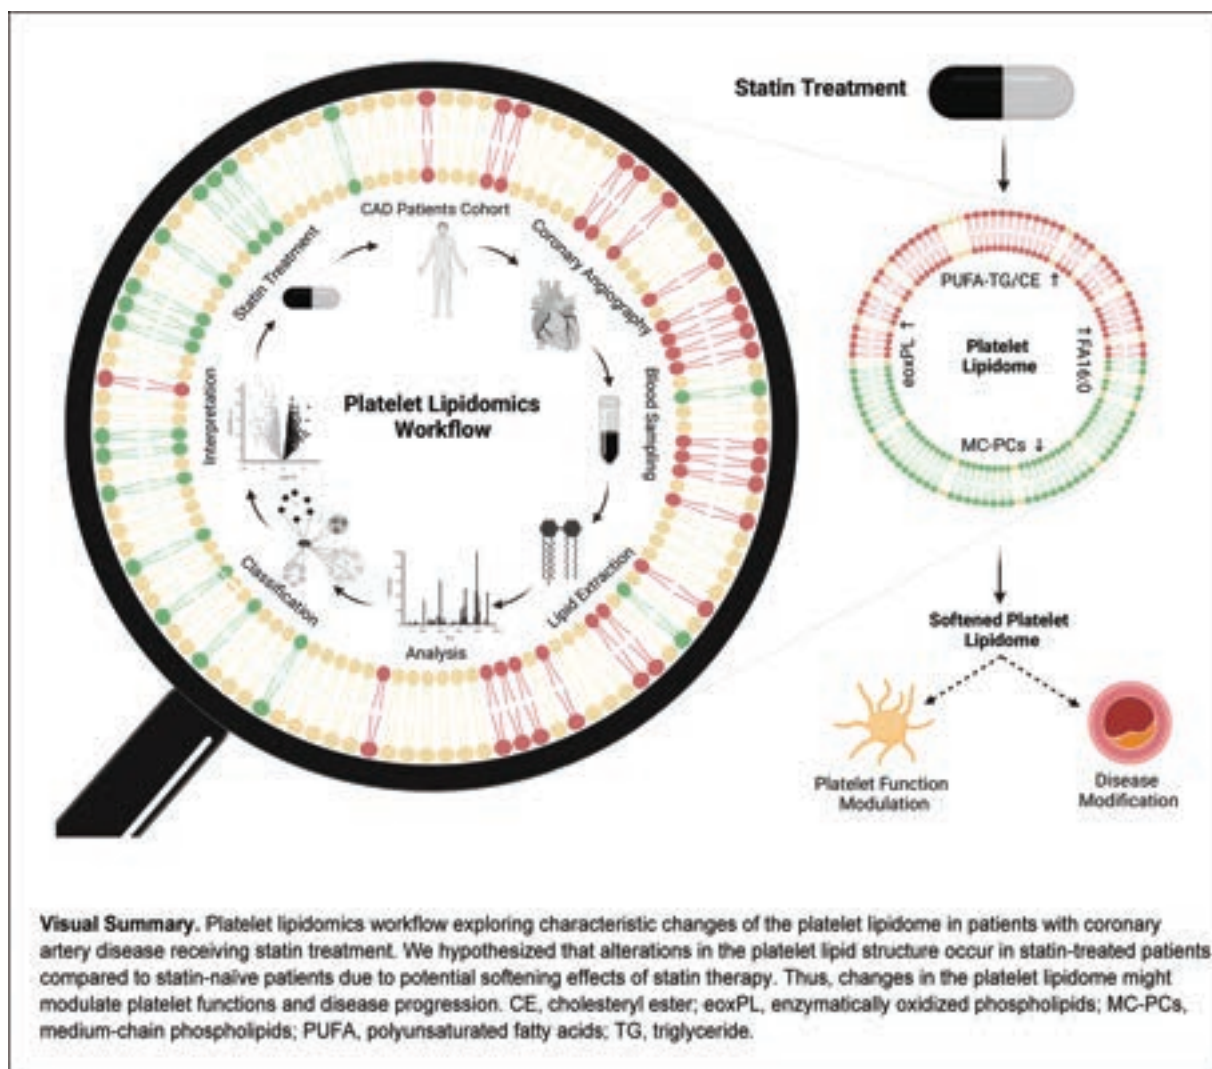 Statin Treatment
CAD Patients Cohort
Coronary Angiography
Blood Sampling
Lipid Extraction
Analysis
Classification
Interpretation
Statin Treatment
Platelet Lipidomics
Workflow
PUFA-TG/CE ↑
↑FA16:0
eoxPL ↑
Platelet
Lipidome
MC-PCs ↓
Softened Platelet
Lipidome
Platelet Function
Modulation
Disease
Modification
Visual Summary. Platelet lipidomics workflow exploring characteristic changes of the platelet lipidome in patients with coronary
artery disease receiving statin treatment. We hypothesized that alterations in the platelet lipid structure occur in statin-treated patients
compared to statin-naïve patients due to potential softening effects of statin therapy. Thus, changes in the platelet lipidome might
modulate platelet functions and disease progression. CE, cholesteryl ester; eoxPL, enzymatically oxidized phospholipids; MC-PCs,
medium-chain phospholipids; PUFA, polyunsaturated fatty acids; TG, triglyceride.